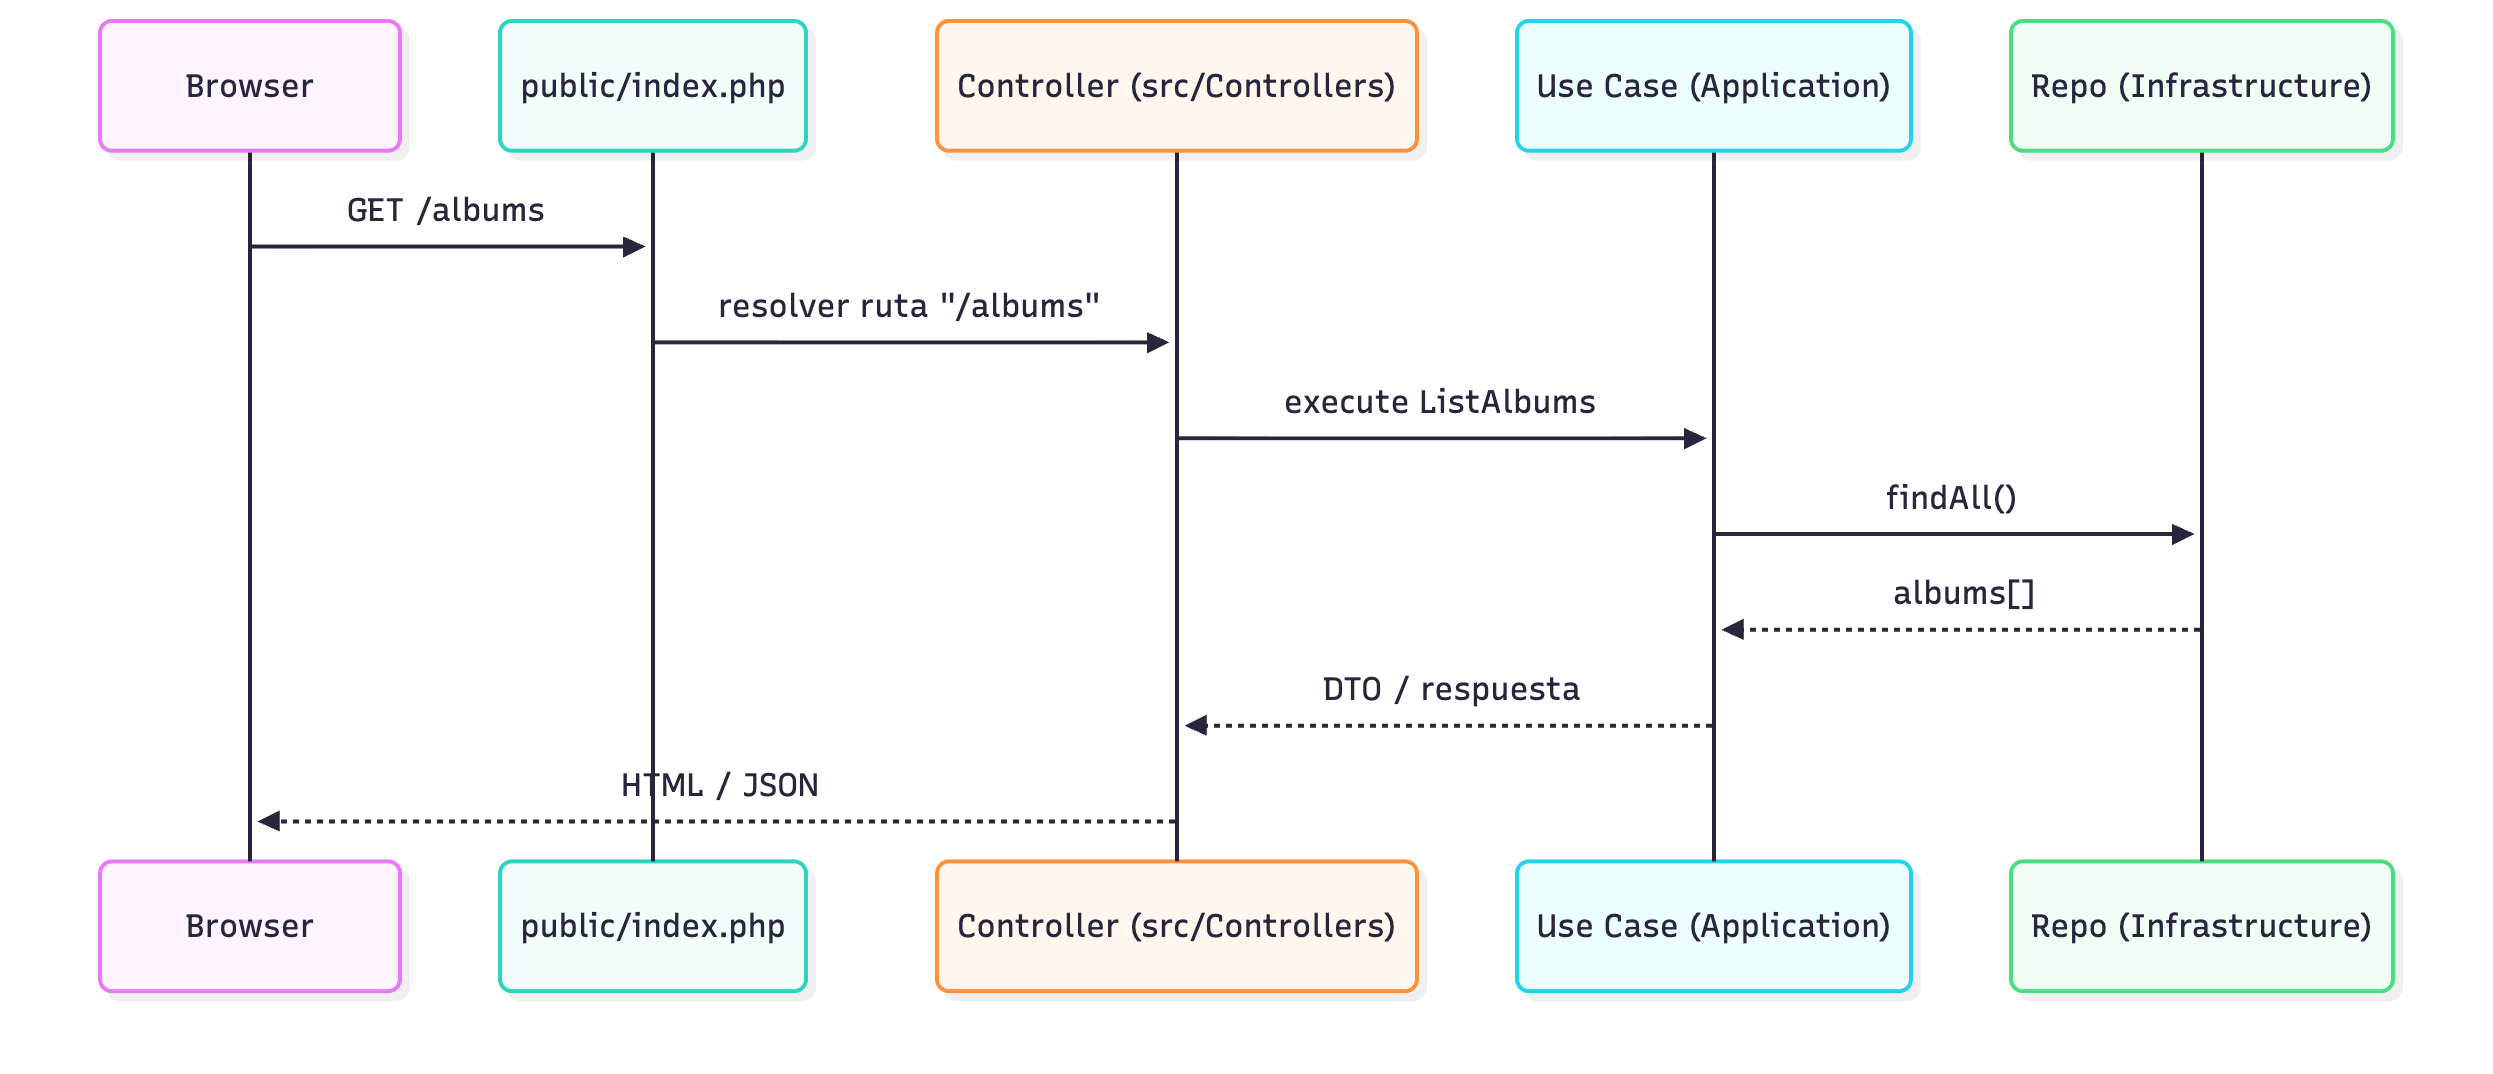 Browser
public/index.php
Controller (src/Controllers)
Use Case (Application)
Repo (Infrastructure)
GET /albums
resolver ruta "/albums"
execute ListAlbums
findAll()
albums[]
DTO / respuesta
HTML / JSON
Browser
public/index.php
Controller (src/Controllers)
Use Case (Application)
Repo (Infrastructure)